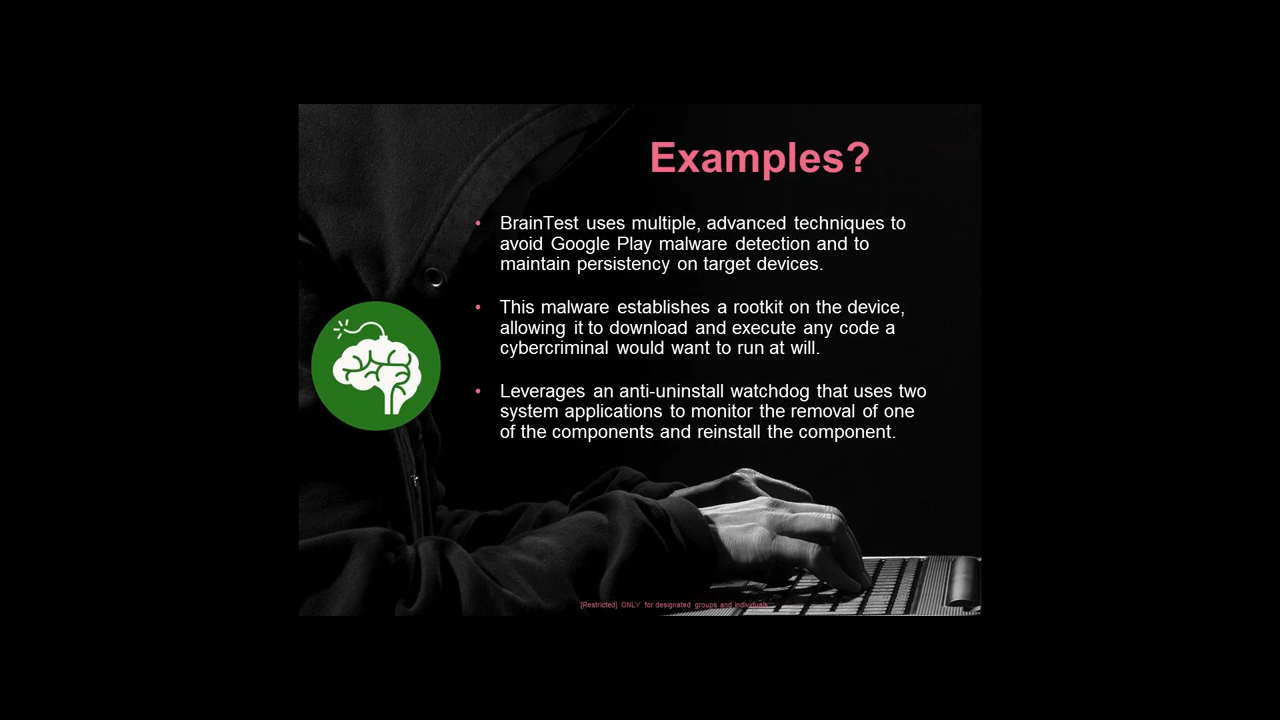 Examples?
• BrainTest uses multiple, advanced techniques to
avoid Google Play malware detection and to
maintain persistency on target devices.
• This malware establishes a rootkit on the device,
allowing it to download and execute any code a
cybercriminal would want to run at will.
• Leverages an anti-uninstall watchdog that uses two
system applications to monitor the removal of one
of the components and reinstall the component.
[Restricted] ONLY for designated groups and individuals